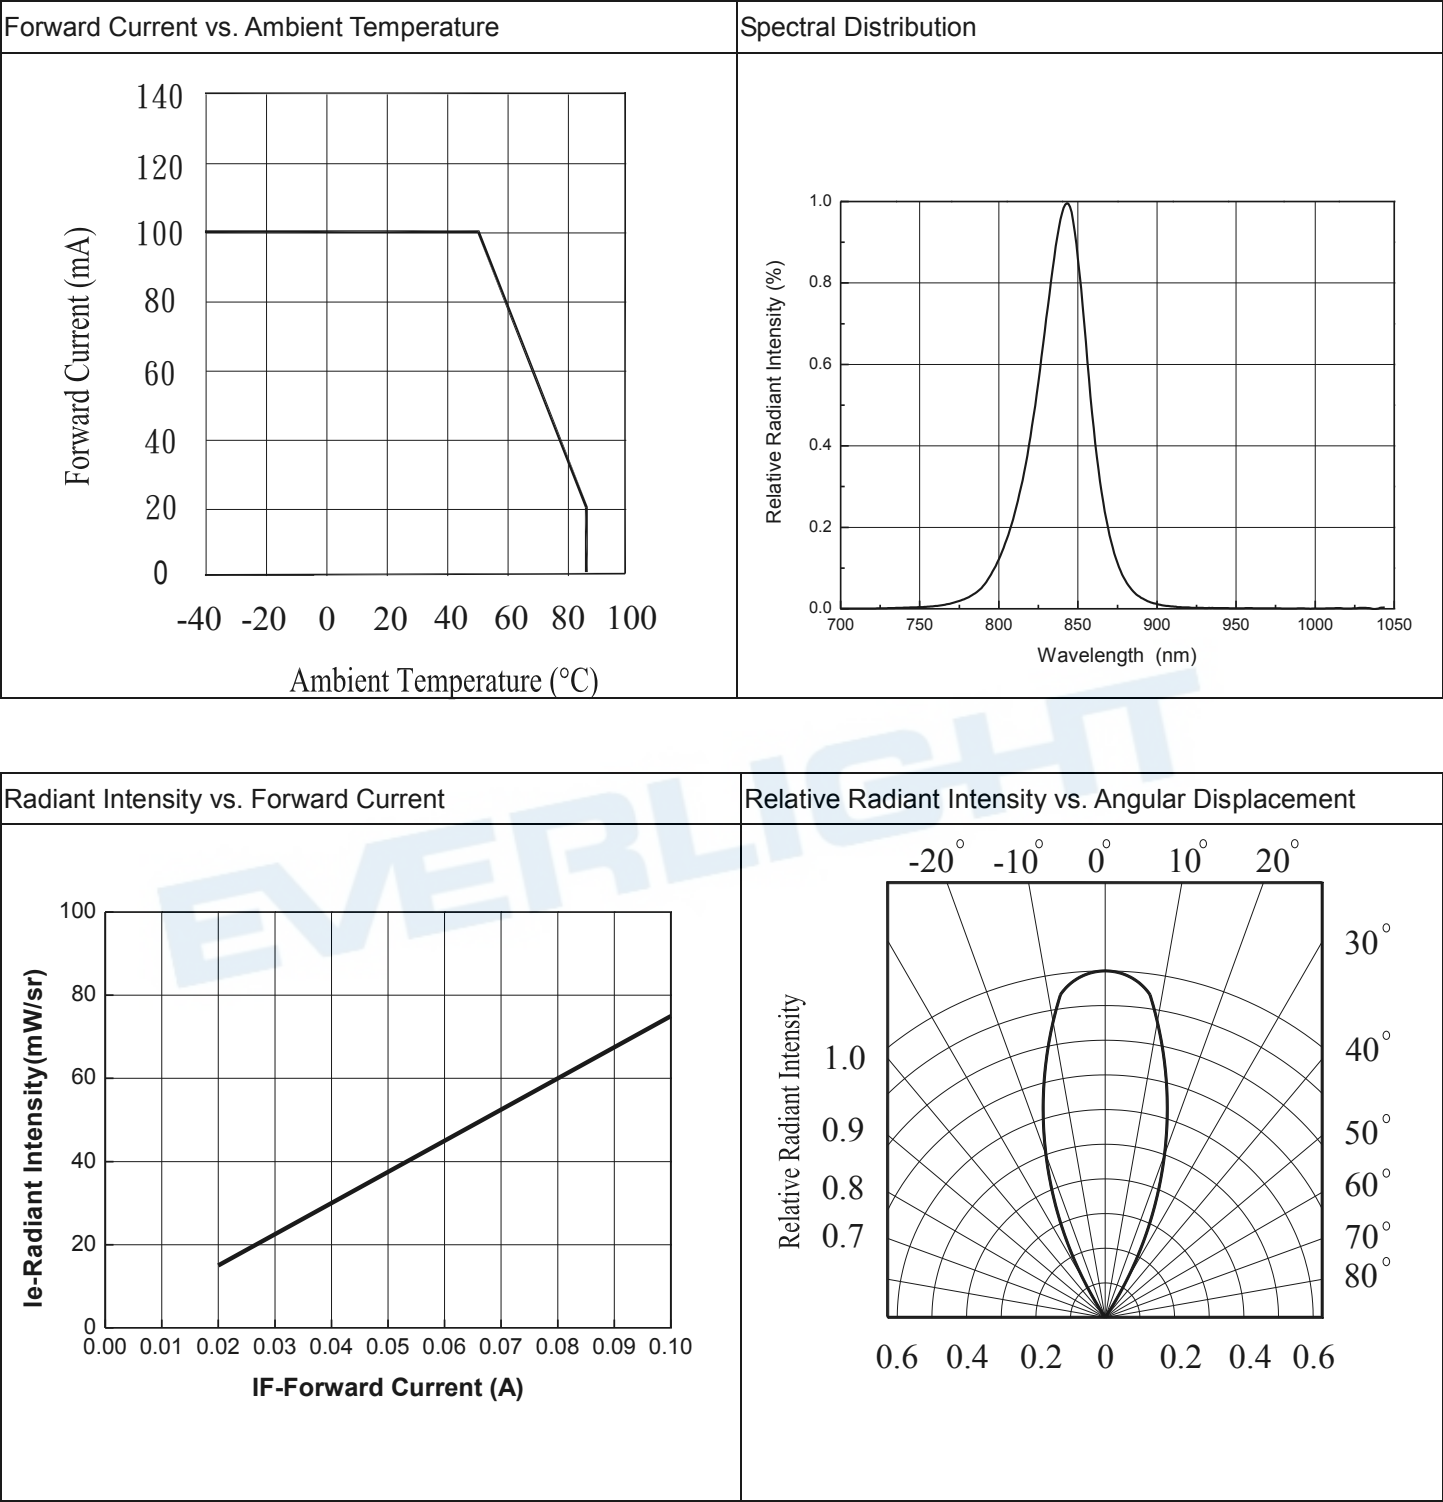 Forward Current vs. Ambient Temperature
140
120
100
80
60
40
20
0
Forward Current (mA)
-40 -20 0 20 40 60 80 100
Ambient Temperature (°C)
Spectral Distribution
1.0
0.8
0.6
0.4
0.2
0.0
Relative Radiant Intensity (%)
700 750 800 850 900 950 1000 1050
Wavelength (nm)
EVERLIGHT
Radiant Intensity vs. Forward Current
100
80
60
40
20
0
Ie-Radiant Intensity(mW/sr)
0.00 0.01 0.02 0.03 0.04 0.05 0.06 0.07 0.08 0.09 0.10
IF-Forward Current (A)
Relative Radiant Intensity vs. Angular Displacement
-20° -10° 0° 10° 20°
30°
40°
50°
60°
70°
80°
Relative Radiant Intensity
1.0
0.9
0.8
0.7
0.6 0.4 0.2 0 0.2 0.4 0.6